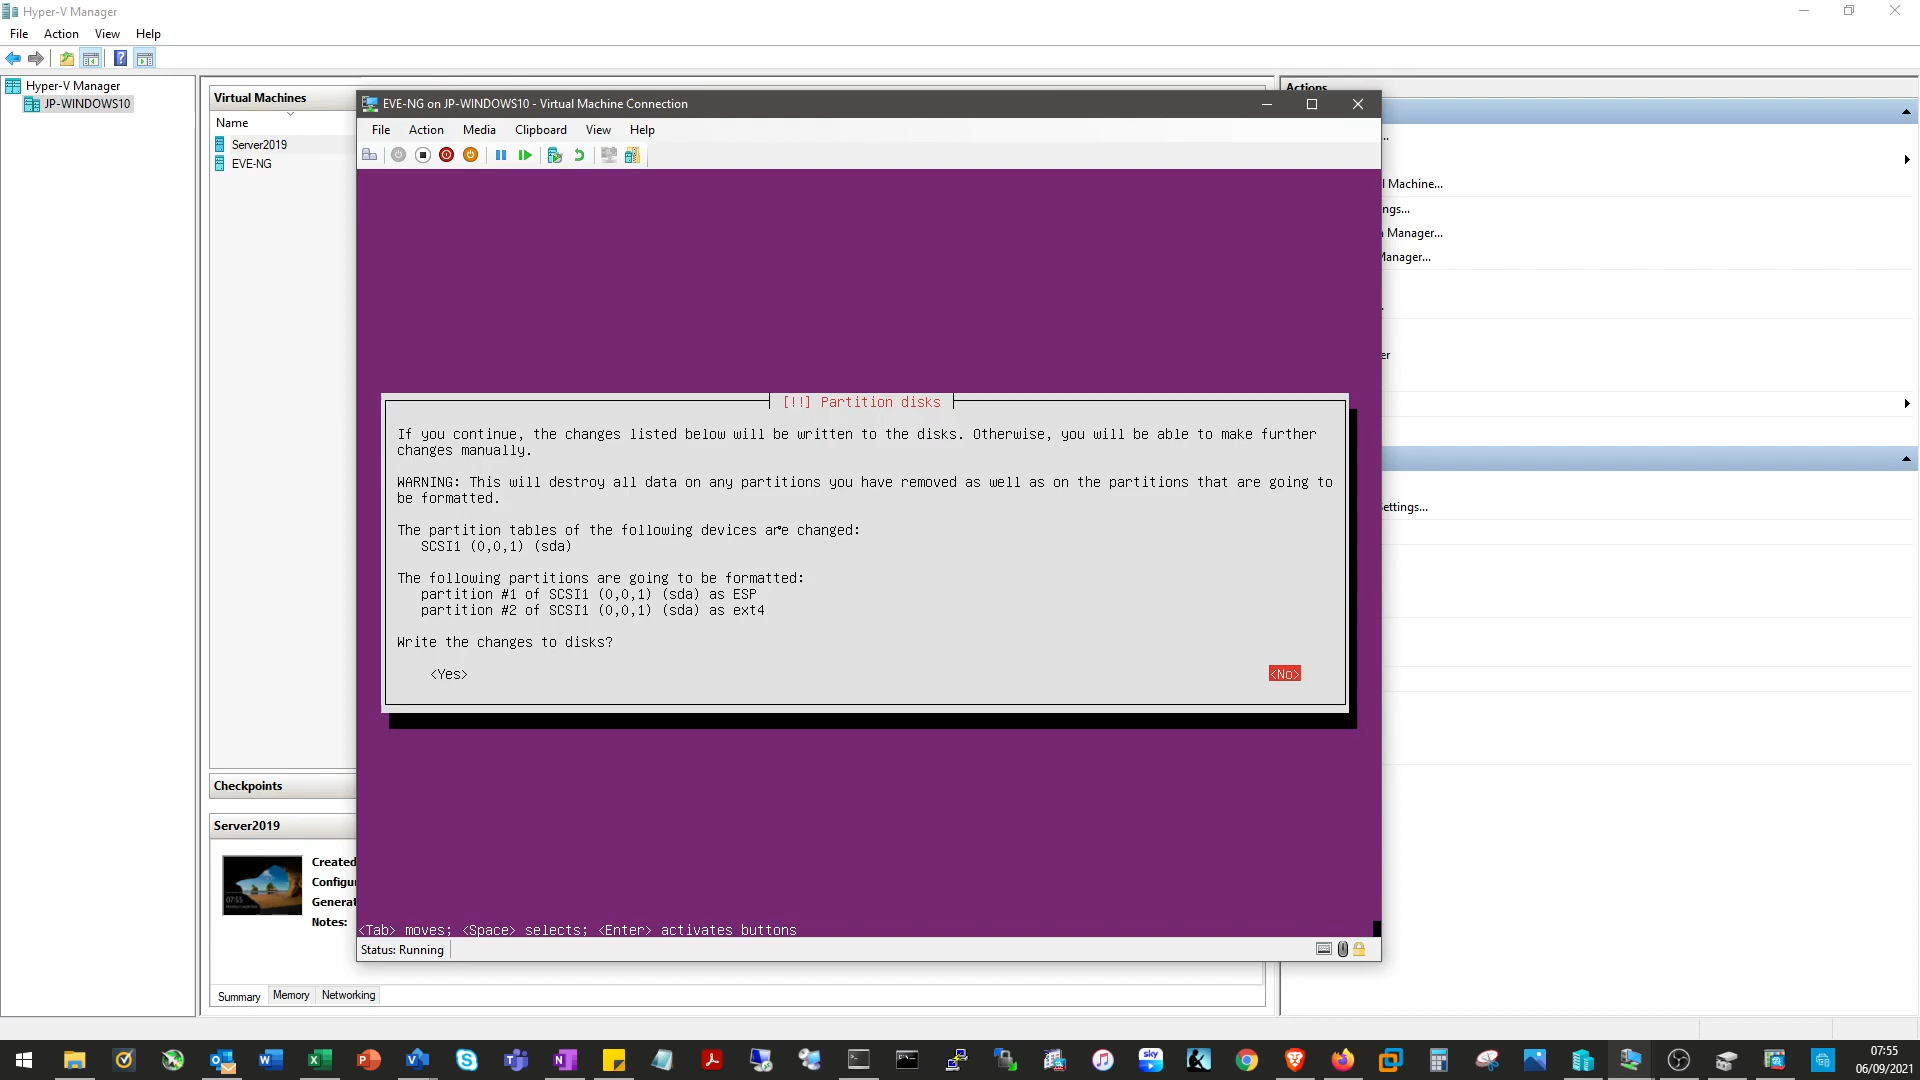 Hyper-V Manager
File Action View Help
Hyper-V Manager
JP-WINDOWS10
Virtual Machines
Name
Server2019
EVE-NG
Checkpoints
Server2019
Created
Notes:
Summary Memory Networking
EVE-NG on JP-WINDOWS10 - Virtual Machine Connection
File Action Media Clipboard View Help
[!!] Partition disks
If you continue, the changes listed below will be written to the disks. Otherwise, you will be able to make further
changes manually.
WARNING: This will destroy all data on any partitions you have removed as well as on the partitions that are going to
be formatted.
The partition tables of the following devices are changed:
SCSI1 (0,0,1) (sda)
The following partitions are going to be formatted:
partition #1 of SCSI1 (0,0,1) (sda) as ESP
partition #2 of SCSI1 (0,0,1) (sda) as ext4
Write the changes to disks?
<Yes> <No>
<Tab> moves; <Space> selects; <Enter> activates buttons
Status: Running
Actions
l Machine...
ngs...
Manager...
Manager...
er
Settings...
sky
07:55
06/09/2021